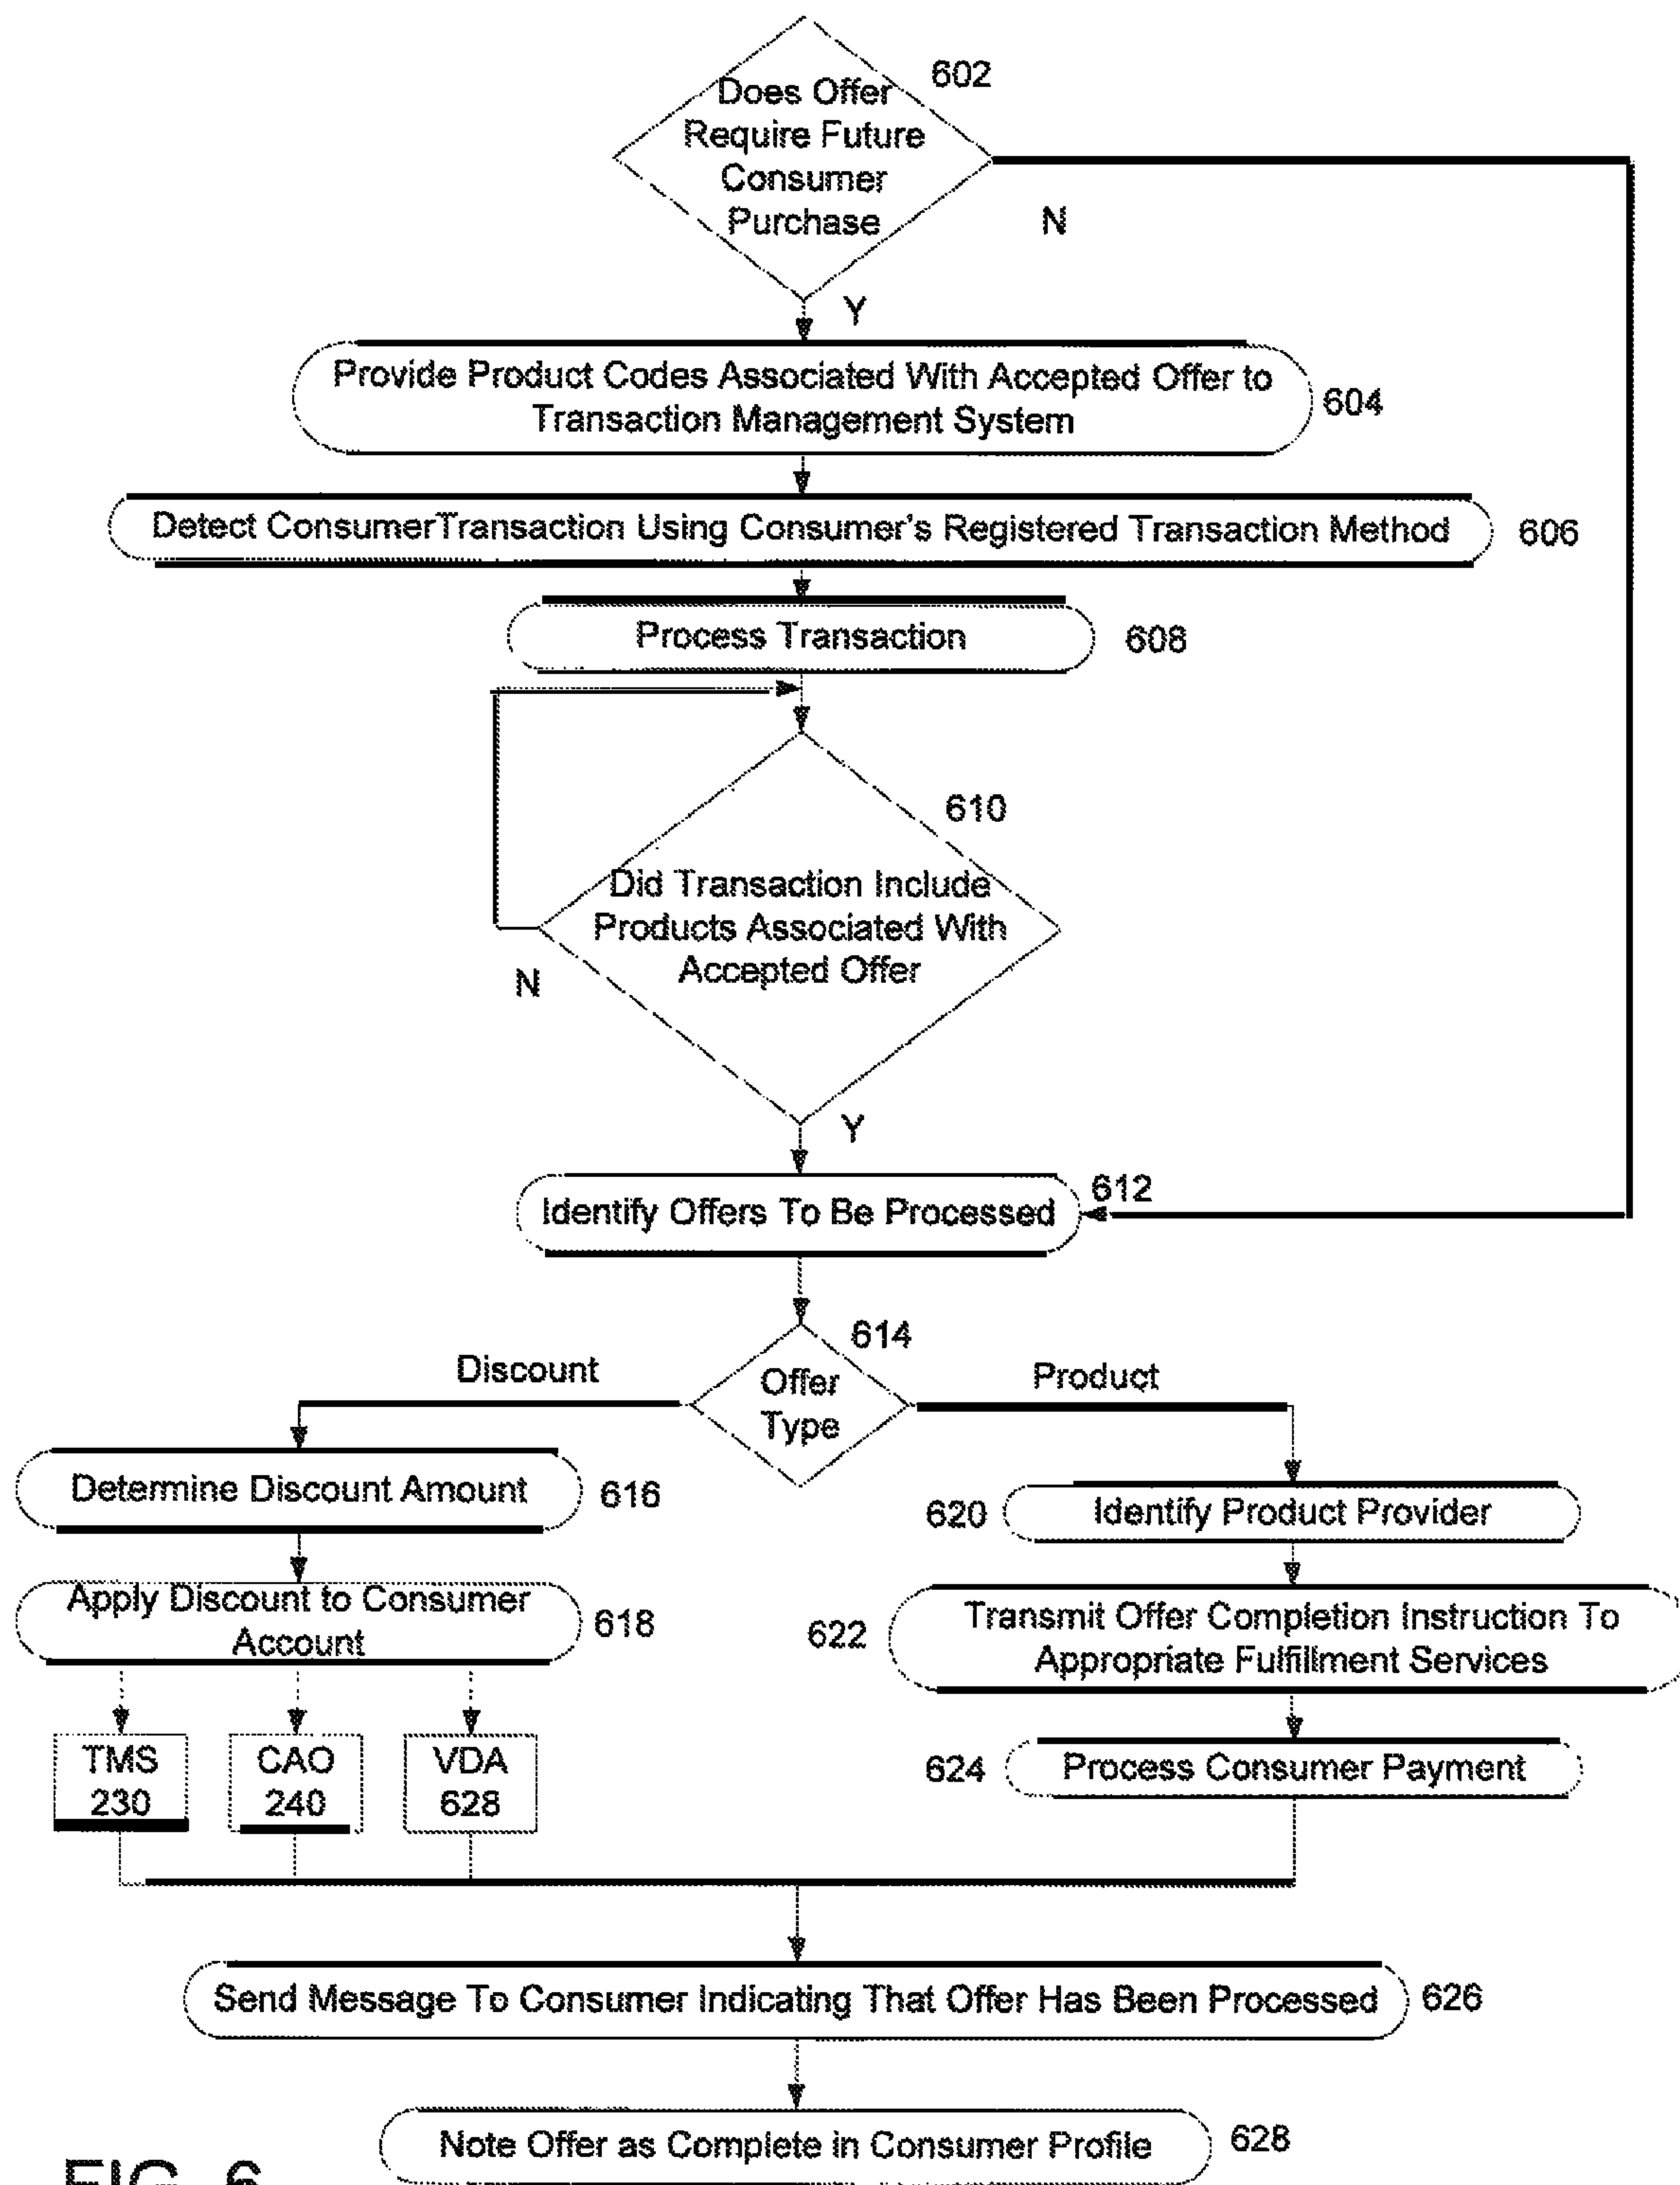 602
Does Offer
Require Future
Consumer
Purchase
N
Y
Provide Product Codes Associated With Accepted Offer to
Transaction Management System
604
Detect ConsumerTransaction Using Consumer's Registered Transaction Method
606
Process Transaction
608
610
Did Transaction Include
Products Associated With
Accepted Offer
N
Y
612
Identify Offers To Be Processed
614
Offer
Type
Discount
Product
Determine Discount Amount
616
620
Identify Product Provider
Apply Discount to Consumer
Account
618
622
Transmit Offer Completion Instruction To
Appropriate Fulfillment Services
TMS
230
CAO
240
VDA
628
624
Process Consumer Payment
Send Message To Consumer Indicating That Offer Has Been Processed
626
Note Offer as Complete in Consumer Profile
628
FIG. 6